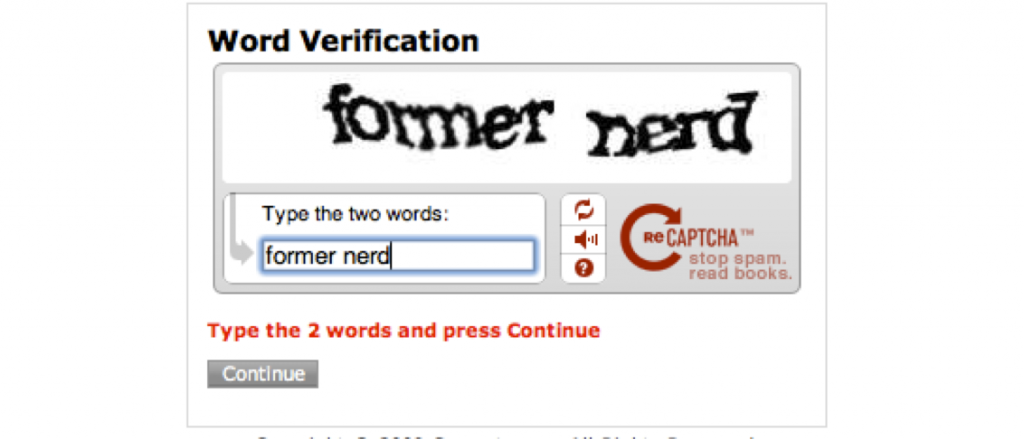 Word Verification
former nerd
Type the two words:
former nerd
ReCAPTCHA™
stop spam.
read books.
Type the 2 words and press Continue
Continue